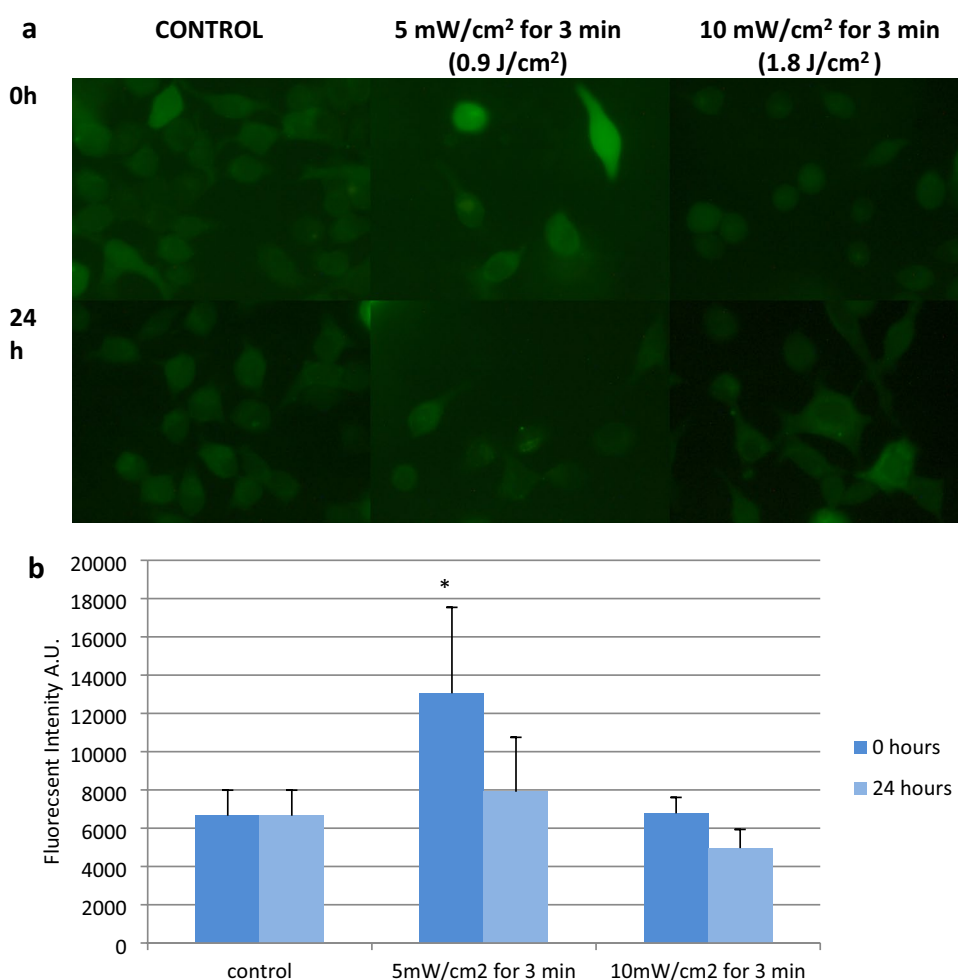 a
CONTROL
5 mW/cm² for 3 min
(0.9 J/cm²)
10 mW/cm² for 3 min
(1.8 J/cm² )
0h
24
h
b
20000
18000
16000
14000
12000
10000
8000
6000
4000
2000
0
Fluorecsent Intenity A.U.
*
control
5mW/cm2 for 3 min
10mW/cm2 for 3 min
0 hours
24 hours